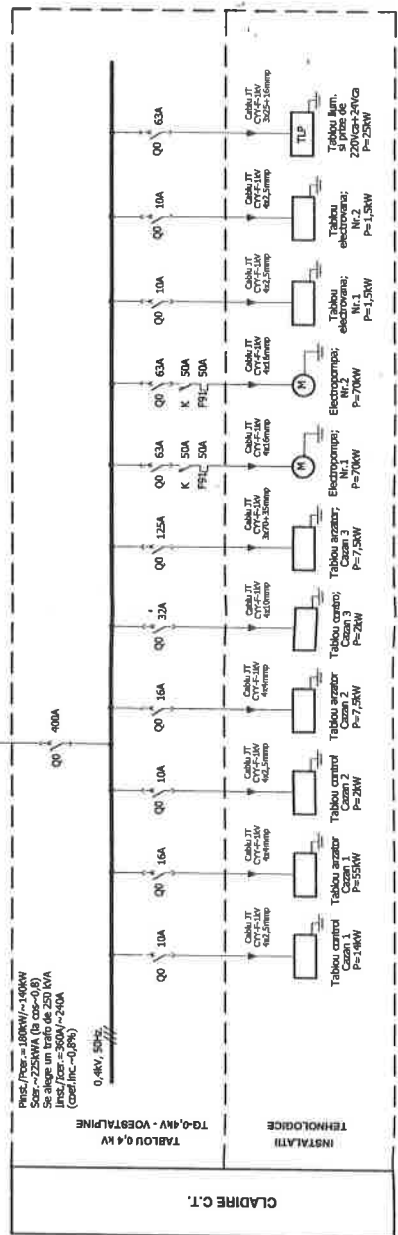 Pinst./Pcer.=180kW/~140kW
Scer.~225kWA (la cos~0,8)
Se alege un trafo de 250 kVA
Iinst./Icer.=360A/~240A
(coef.inc.~0,8%)
0,4kV, 50Hz
Q0 400A
Q0 10A
Q0 16A
Q0 10A
Q0 16A
Q0 32A
Q0 125A
Q0 63A
K 50A
F91 50A
Q0 63A
K 50A
F91 50A
Q0 10A
Q0 10A
Q0 63A
TABLOU 0,4 kV
TG-0,4kV - VOESTALPINE
INSTALATII
TEHNOLOGICE
CLADIRE C.T.
Cablu JT
CYY-F-1kV
4x2,5mmp
Tablou control
Cazan 1
P=14kW
Cablu JT
CYY-F-1kV
4x4mmp
Tablou arzator
Cazan 1
P=55kW
Cablu JT
CYY-F-1kV
4x2,5mmp
Tablou control
Cazan 2
P=2kW
Cablu JT
CYY-F-1kV
4x4mmp
Tablou arzator
Cazan 2
P=7,5kW
Cablu JT
CYY-F-1kV
4x10mmp
Tablou contro;
Cazan 3
P=2kW
Cablu JT
CYY-F-1kV
3x70+35mmp
Tablou arzator;
Cazan 3
P=7,5kW
Cablu JT
CYY-F-1kV
4x16mmp
M
Electropompa;
Nr.1
P=70kW
Cablu JT
CYY-F-1kV
4x16mmp
M
Electropompa;
Nr.2
P=70kW
Cablu JT
CYY-F-1kV
4x2,5mmp
Tablou
electrovana;
Nr.1
P=1,5kW
Cablu JT
CYY-F-1kV
4x2,5mmp
Tablou
electrovana;
Nr.2
P=1,5kW
Cablu JT
CYY-F-1kV
3x25+16mmp
TLP
Tablou ilum.
si prize de
220Vca+24Vca
P=25kW